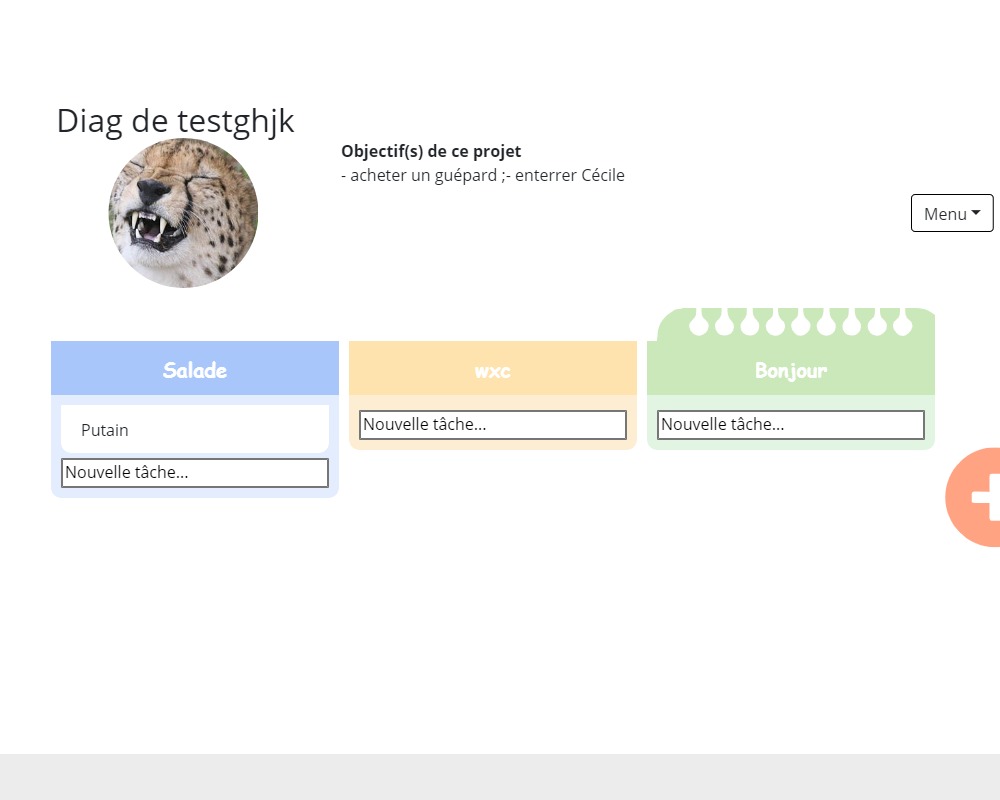 Diag de testghjk
Objectif(s) de ce projet
- acheter un guépard ;- enterrer Cécile
Menu
Salade
wxc
Bonjour
Putain
Nouvelle tâche...
Nouvelle tâche...
Nouvelle tâche...